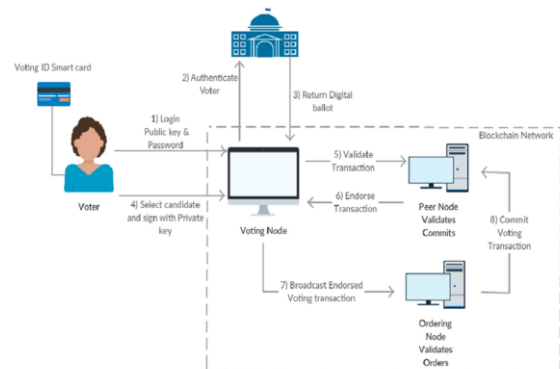 Voting ID Smart card
2) Authenticate
Voter
3) Return Digital
ballot
1) Login
Public key &
Password
Blockchain Network
5) Validate
Transaction
Voter
4) Select candidate
and sign with Private
key
Voting Node
6) Endorse
Transaction
Peer Node
Validates
Commits
8) Commit
Voting
Transaction
7) Broadcast Endorsed
Voting transaction
Ordering
Node
Validates
Orders